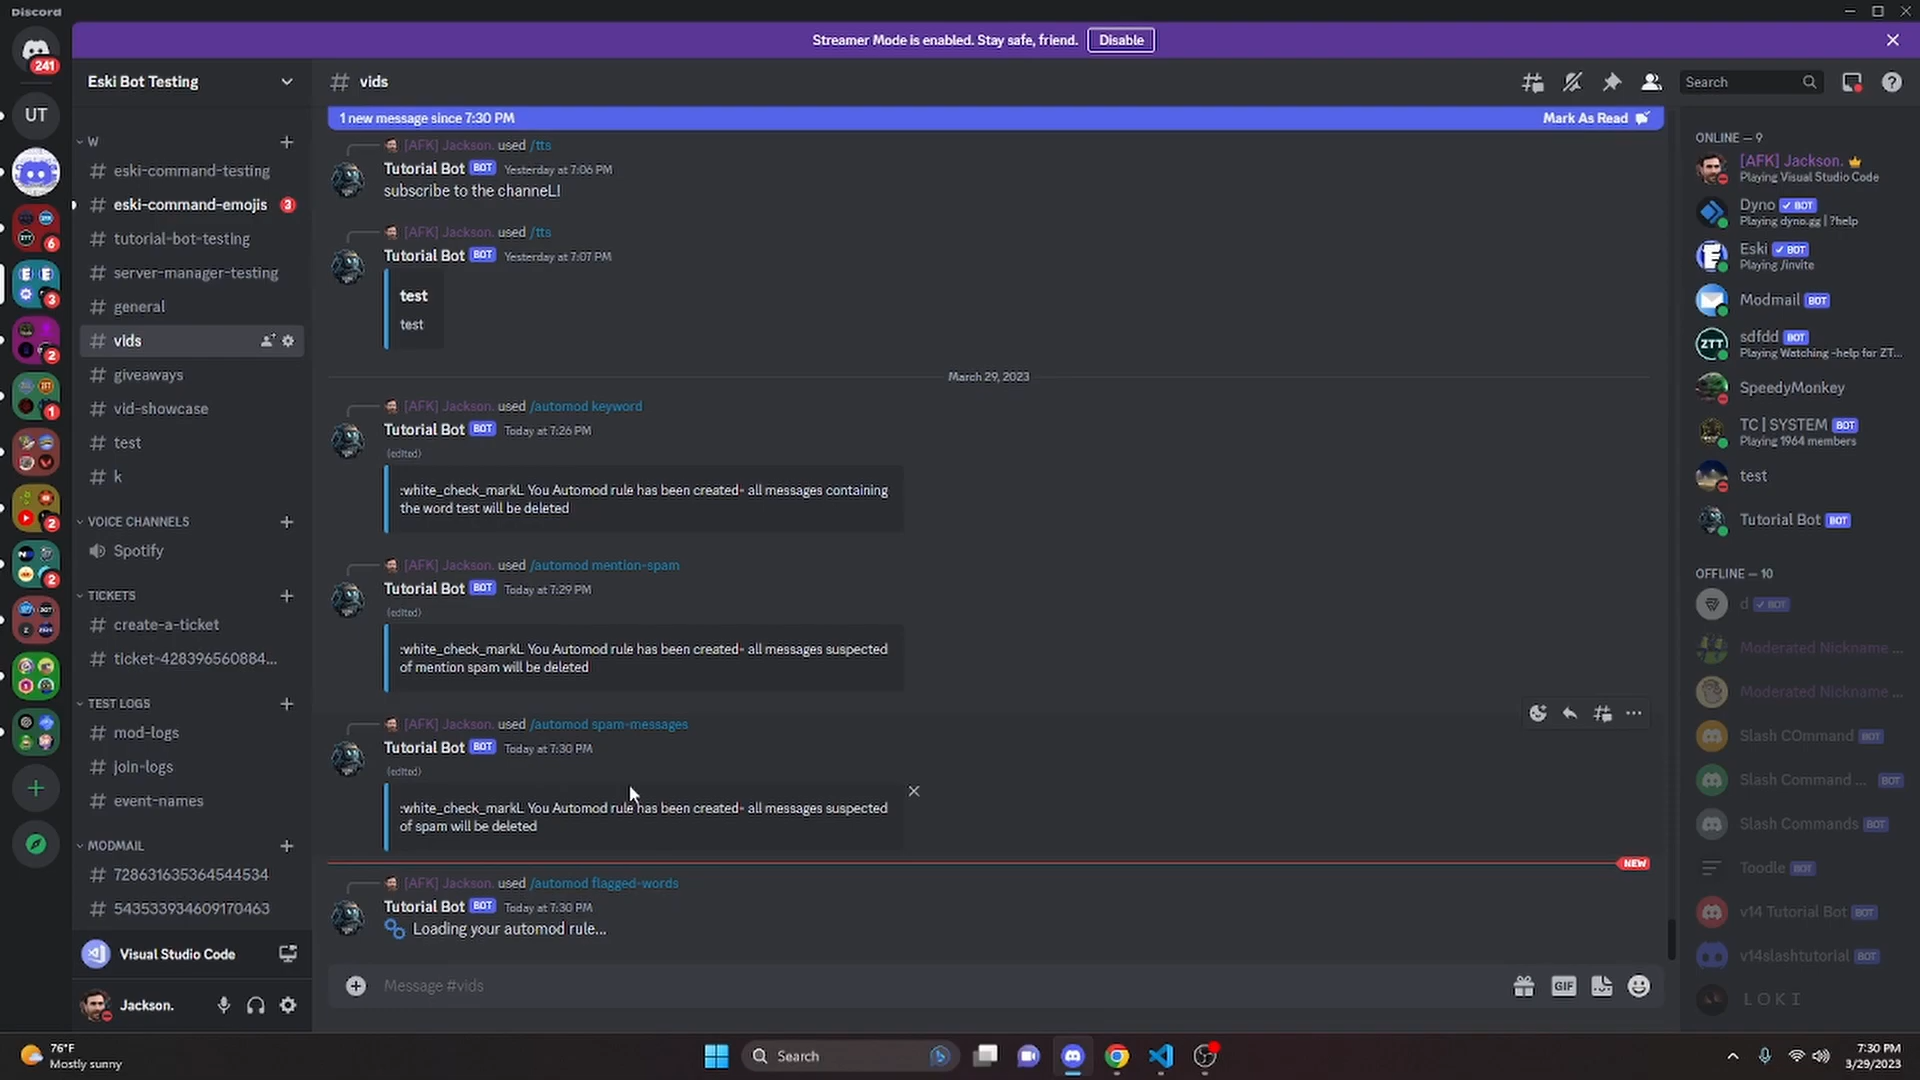 Discord
Streamer Mode is enabled. Stay safe, friend. Disable
241
UT
6
3
2
1
2
2
Eski Bot Testing
W
eski-command-testing
eski-command-emojis 3
tutorial-bot-testing
server-manager-testing
general
vids
giveaways
vid-showcase
test
k
VOICE CHANNELS
Spotify
TICKETS
create-a-ticket
ticket-428396560884...
TEST LOGS
mod-logs
join-logs
event-names
MODMAIL
728631635364544534
543533934609170463
Visual Studio Code
Jackson.
# vids
Search
1 new message since 7:30 PM Mark As Read
[AFK] Jackson. used /tts
Tutorial Bot BOT Yesterday at 7:06 PM
subscribe to the channeL!
[AFK] Jackson. used /tts
Tutorial Bot BOT Yesterday at 7:07 PM
test
test
March 29, 2023
[AFK] Jackson. used /automod keyword
Tutorial Bot BOT Today at 7:26 PM
(edited)
:white_check_markL You Automod rule has been created- all messages containing
the word test will be deleted
[AFK] Jackson. used /automod mention-spam
Tutorial Bot BOT Today at 7:29 PM
(edited)
:white_check_markL You Automod rule has been created- all messages suspected
of mention spam will be deleted
[AFK] Jackson. used /automod spam-messages
Tutorial Bot BOT Today at 7:30 PM
(edited)
:white_check_markL You Automod rule has been created- all messages suspected
of spam will be deleted
NEW
[AFK] Jackson. used /automod flagged-words
Tutorial Bot BOT Today at 7:30 PM
Loading your automod rule...
Message #vids
GIF
ONLINE — 9
[AFK] Jackson.
Playing Visual Studio Code
Dyno ✓ BOT
Playing dyno.gg | ?help
Eski ✓ BOT
Playing /invite
Modmail BOT
ZTT
sdfdd BOT
Playing Watching -help for ZT...
SpeedyMonkey
TC | SYSTEM BOT
Playing 1964 members
test
Tutorial Bot BOT
OFFLINE — 10
d ✓ BOT
Moderated Nickname ...
Moderated Nickname ...
Slash COmmand BOT
Slash Command ... BOT
Slash Commands BOT
Toodle BOT
v14 Tutorial Bot BOT
v14slashtutorial BOT
L O K I
76°F
Mostly sunny
Search
7:30 PM
3/29/2023